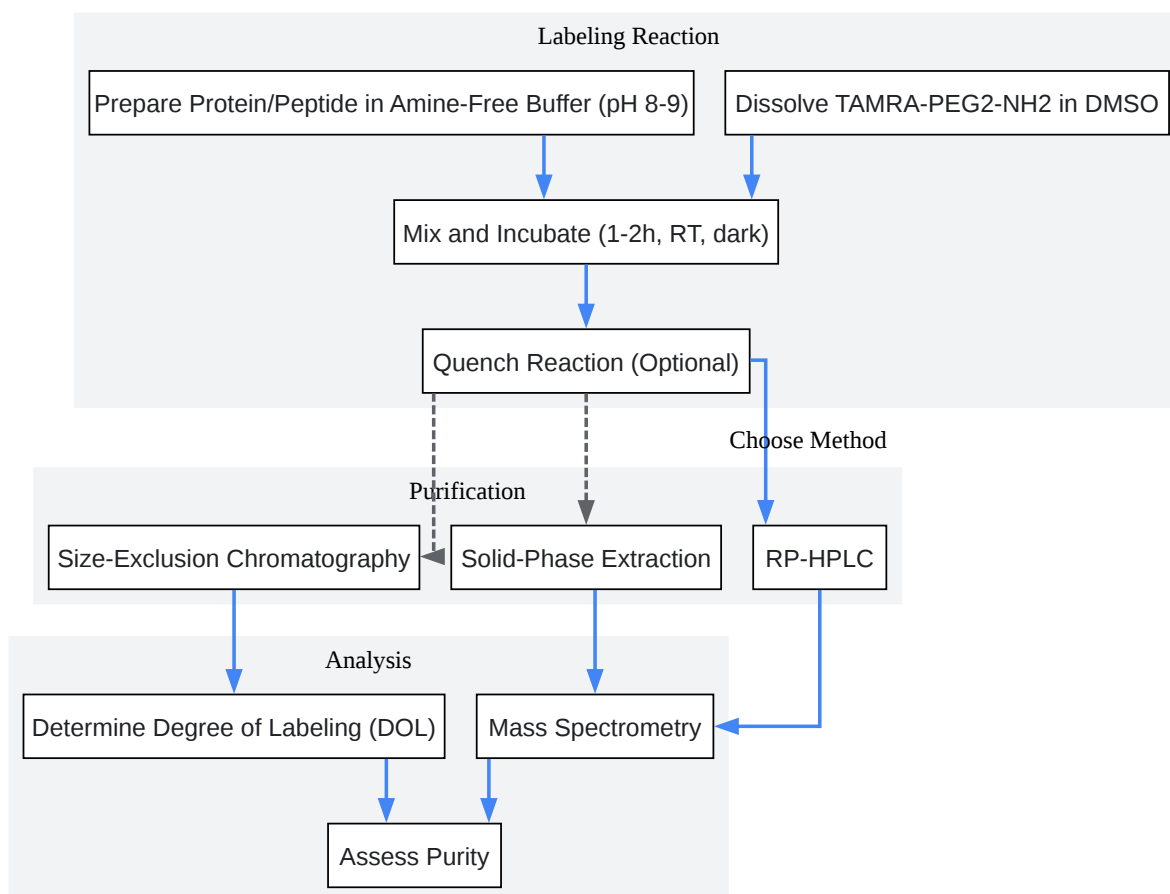 Labeling Reaction
Prepare Protein/Peptide in Amine-Free Buffer (pH 8-9)
Dissolve TAMRA-PEG2-NH2 in DMSO
Mix and Incubate (1-2h, RT, dark)
Quench Reaction (Optional)
Choose Method
Purification
Size-Exclusion Chromatography
Solid-Phase Extraction
RP-HPLC
Analysis
Determine Degree of Labeling (DOL)
Mass Spectrometry
Assess Purity